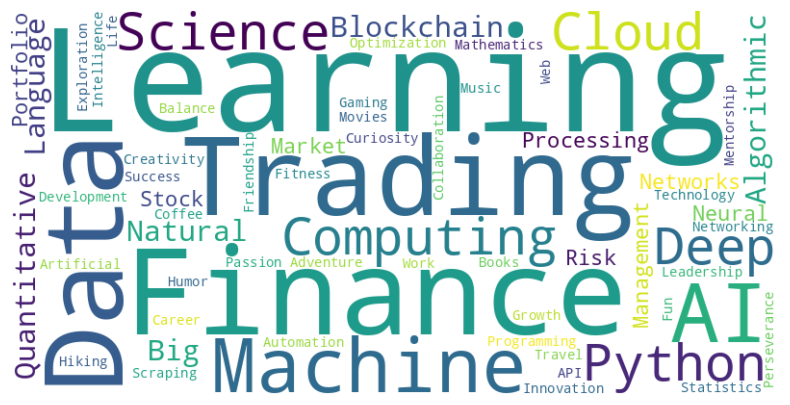 Learning
Science
Blockchain
Cloud
Portfolio
Language
Exploration
Intelligence
Life
Optimization
Mathematics
Web
Music
Gaming
Movies
Balance
Algorithmic
Mentorship
Trading
Data
Curiosity
Processing
Market
Creativity
Success
Friendship
Fitness
Collaboration
Networks
Technology
Development
Stock
Coffee
Natural
Quantitative
Computing
Neural
Networking
Deep
Risk
Management
Leadership
Artificial
Passion
Adventure
Work
Books
Humor
Finance
AI
Fun
Perseverance
Career
Growth
Hiking
Big
Scraping
Automation
Machine
Programming
Travel
API
Innovation
Python
Statistics